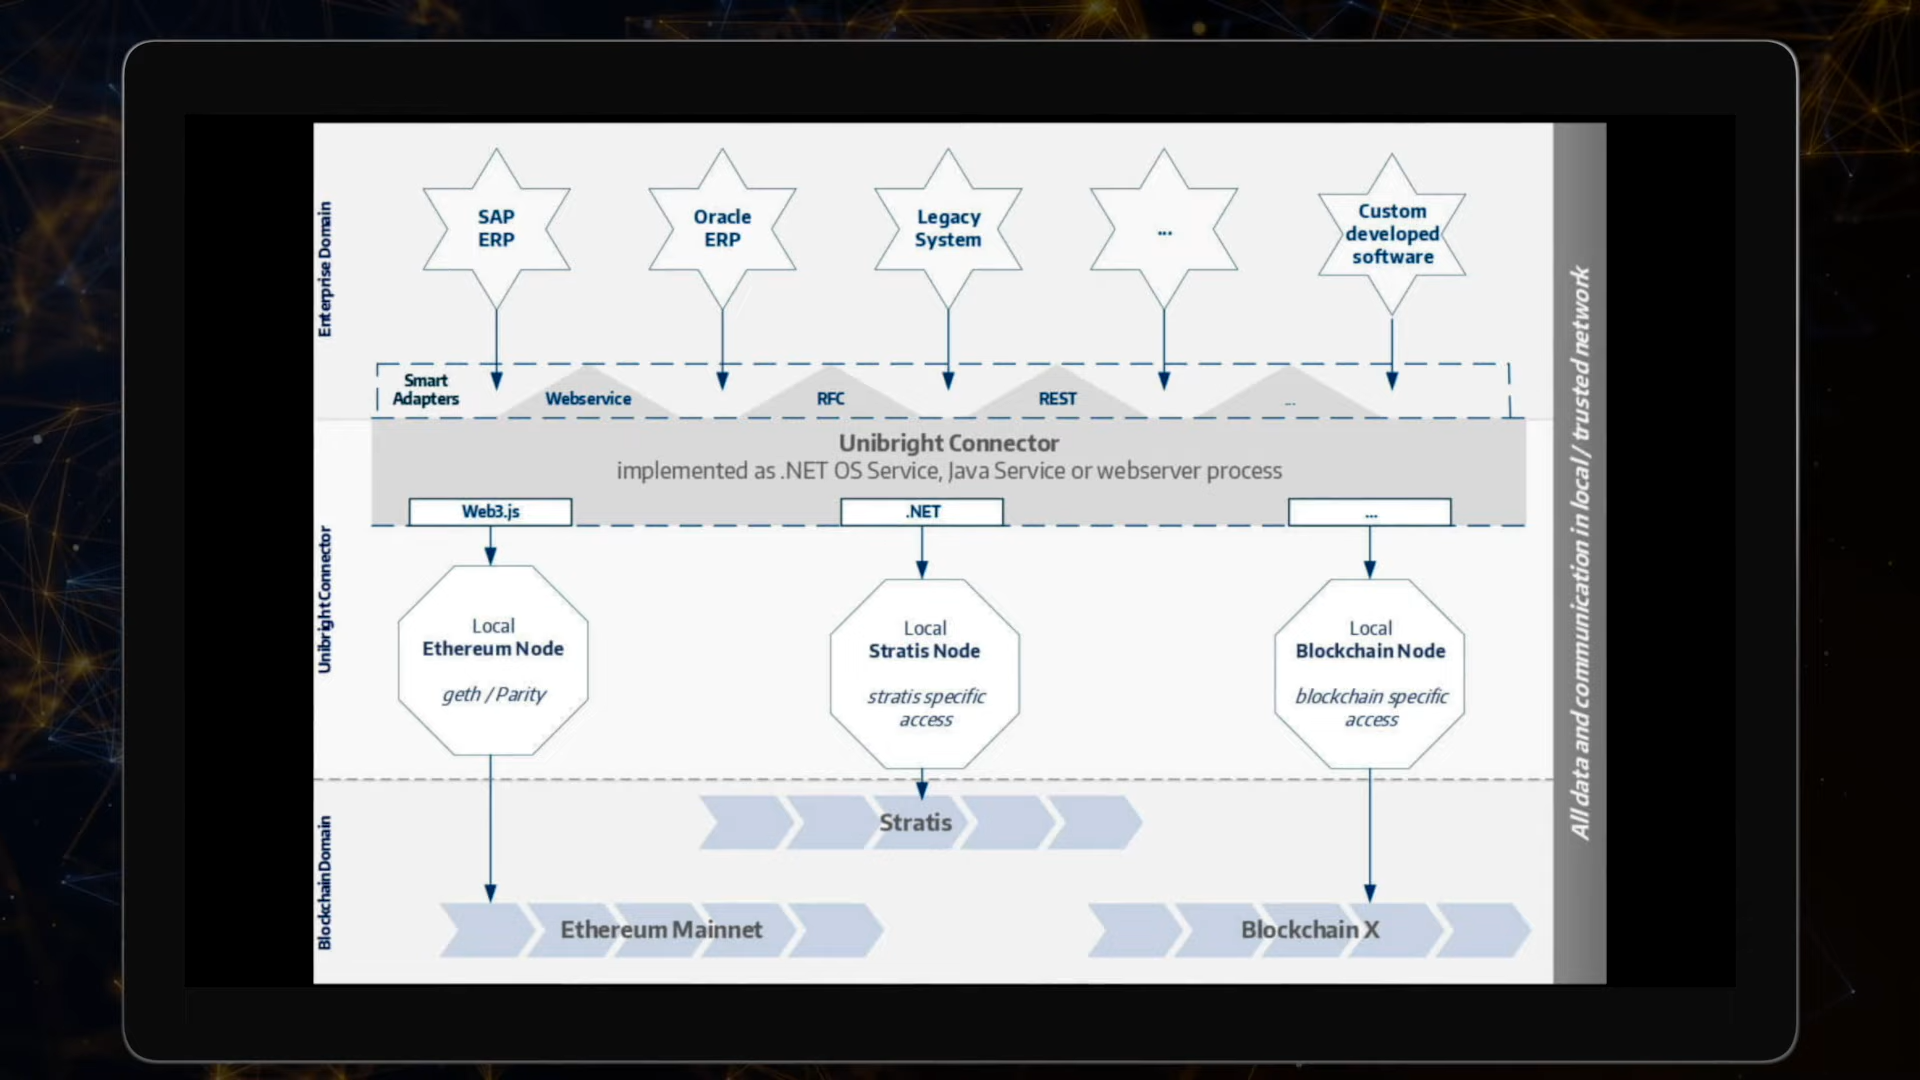 Enterprise Domain
SAP
ERP
Oracle
ERP
Legacy
System
...
Custom
developed
software
Smart
Adapters
Webservice
RFC
REST
...
Unibright Connector
implemented as .NET OS Service, Java Service or webserver process
Web3.js
.NET
...
Unibright Connector
Local
Ethereum Node
geth / Parity
Local
Stratis Node
stratis specific
access
Local
Blockchain Node
blockchain specific
access
Blockchain Domain
Stratis
Ethereum Mainnet
Blockchain X
All data and communication in local / trusted network